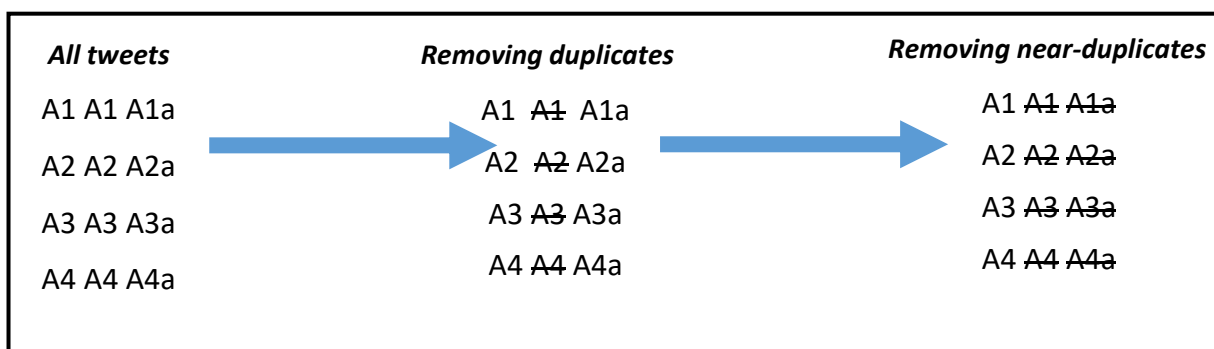 All tweets
A1 A1 A1a
A2 A2 A2a
A3 A3 A3a
A4 A4 A4a
Removing duplicates
A1 A1 A1a
A2 A2 A2a
A3 A3 A3a
A4 A4 A4a
Removing near-duplicates
A1 A1 A1a
A2 A2 A2a
A3 A3 A3a
A4 A4 A4a